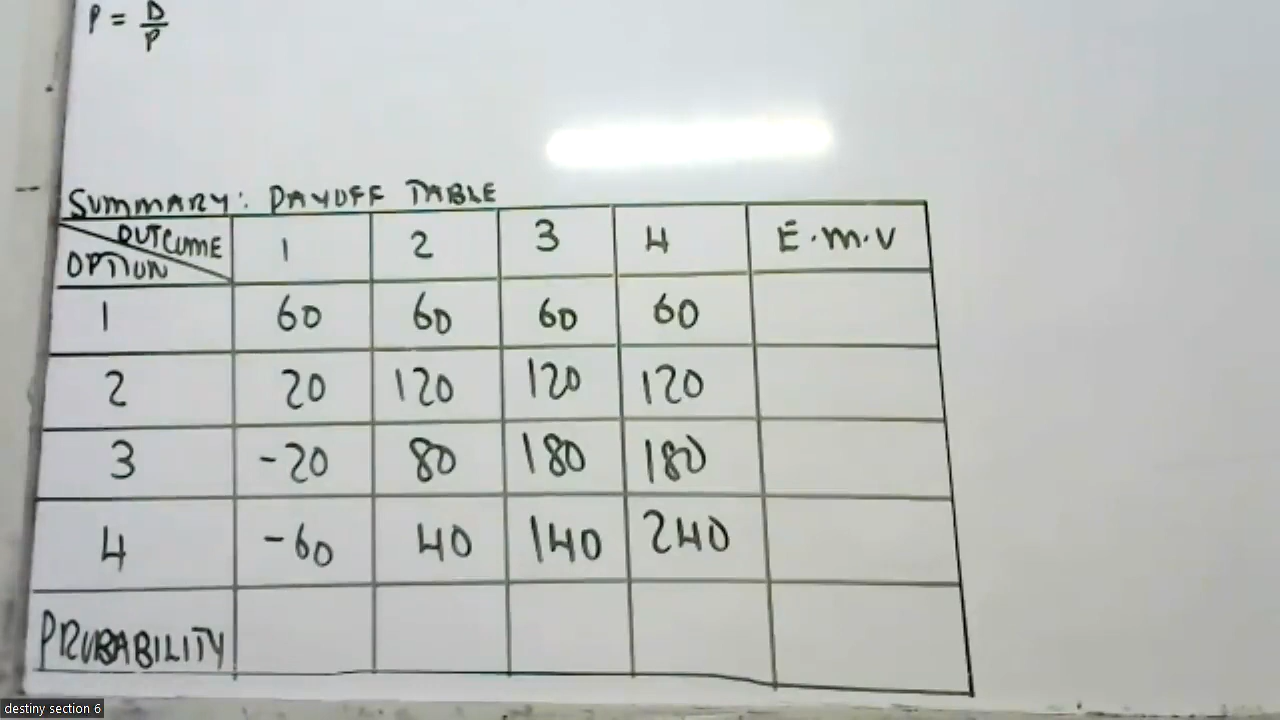 P = D/P
SUMMARY: PAYOFF TABLE
OUTCOME 1 2 3 4 E.M.V
OPTION
1 60 60 60 60
2 20 120 120 120
3 -20 80 180 180
4 -60 40 140 240
PROBABILITY
destiny section 6